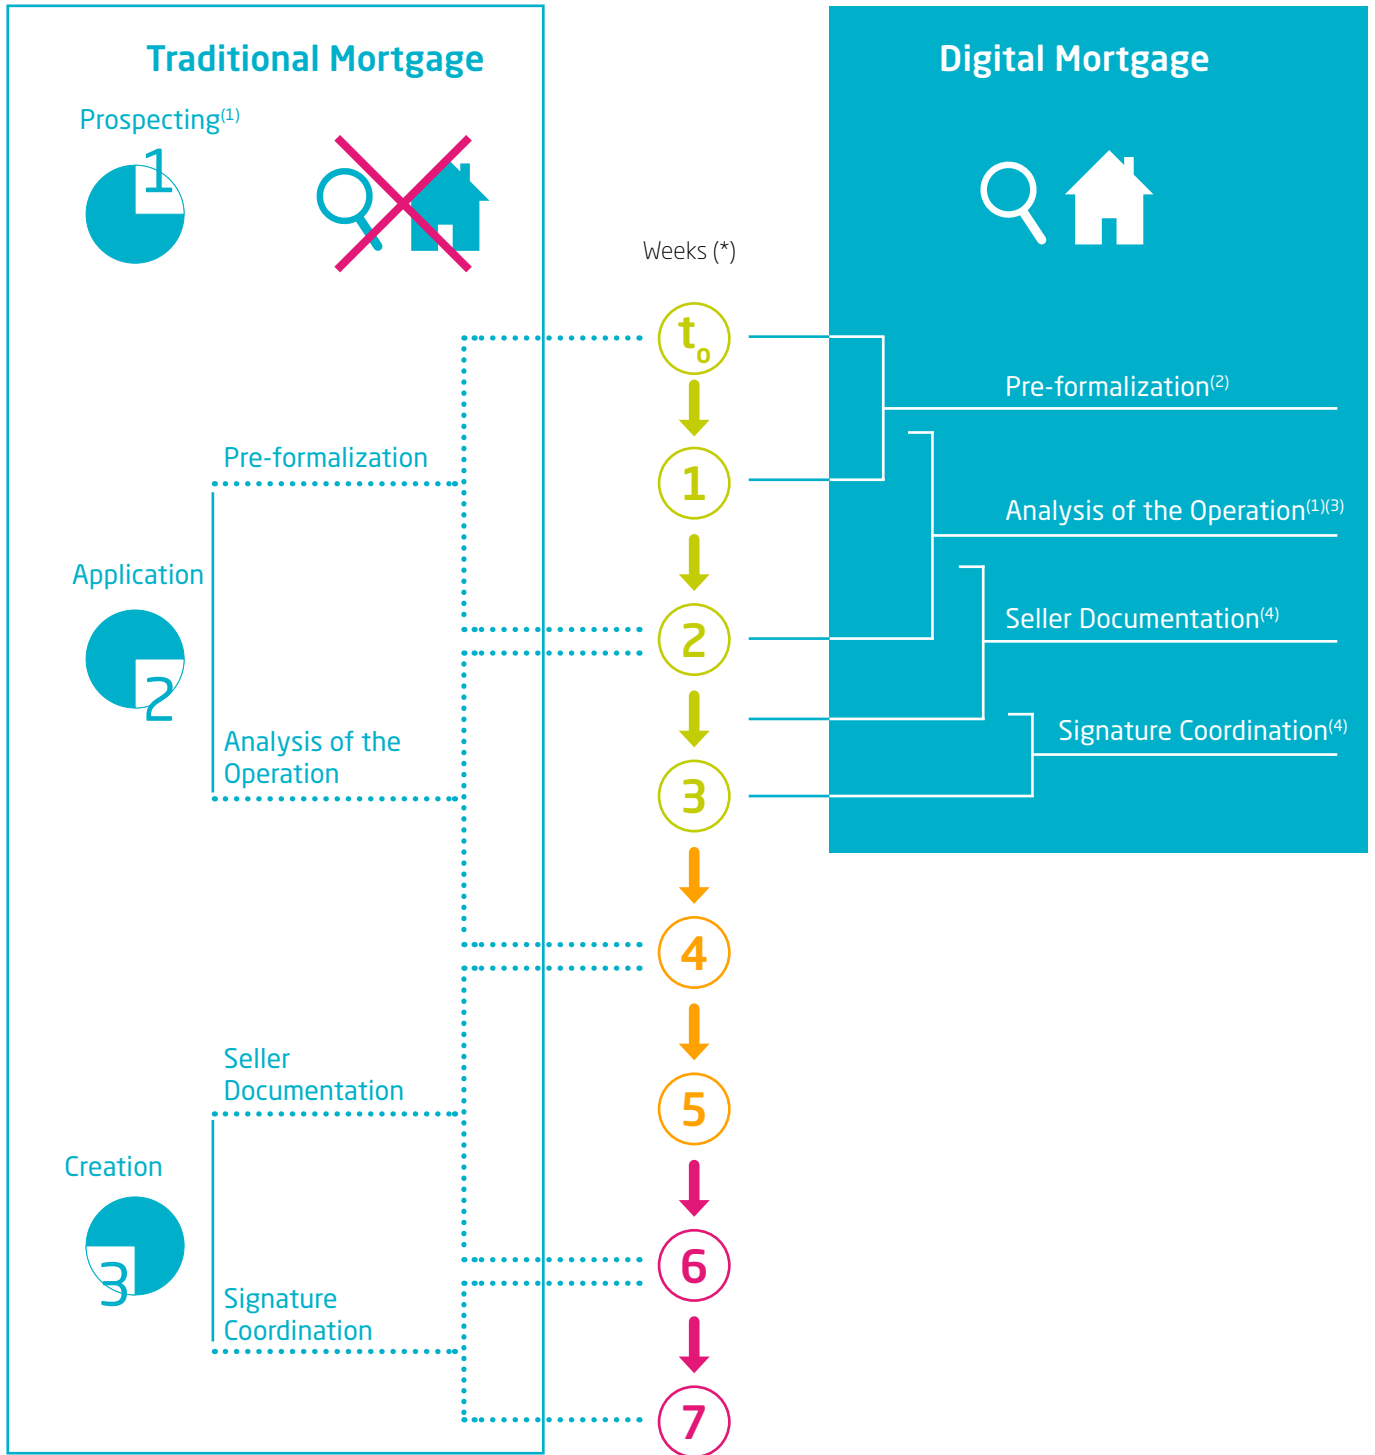 Traditional Mortgage
Prospecting(1)
1
Pre-formalization
Application
2
Analysis of the
Operation
Seller
Documentation
Creation
3
Signature
Coordination
Weeks (*)
to
1
2
3
4
5
6
7
Digital Mortgage
Pre-formalization(2)
Analysis of the Operation(1)(3)
Seller Documentation(4)
Signature Coordination(4)